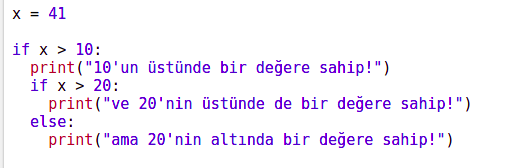 x = 41

if x > 10:
  print("10'un üstünde bir değere sahip!")
  if x > 20:
    print("ve 20'nin üstünde de bir değere sahip!")
  else:
    print("ama 20'nin altında bir değere sahip!")